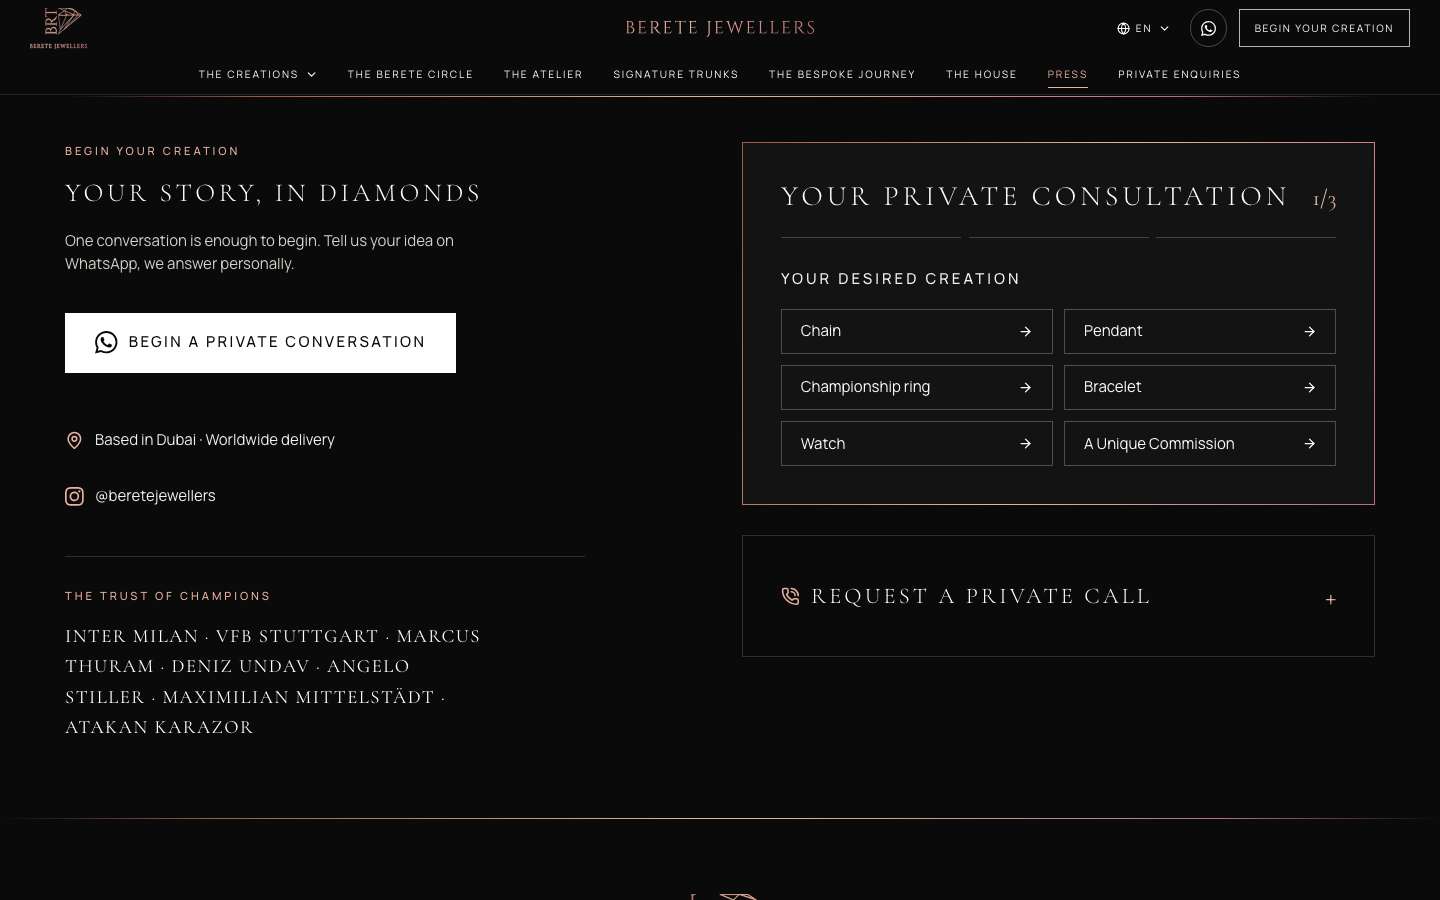 BRT
BERETE JEWELLERS
BERETE JEWELLERS
EN
BEGIN YOUR CREATION
THE CREATIONS
THE BERETE CIRCLE
THE ATELIER
SIGNATURE TRUNKS
THE BESPOKE JOURNEY
THE HOUSE
PRESS
PRIVATE ENQUIRIES
BEGIN YOUR CREATION
YOUR STORY, IN DIAMONDS
One conversation is enough to begin. Tell us your idea on
WhatsApp, we answer personally.
BEGIN A PRIVATE CONVERSATION
Based in Dubai · Worldwide delivery
@beretejewellers
THE TRUST OF CHAMPIONS
INTER MILAN · VFB STUTTGART · MARCUS
THURAM · DENIZ UNDAV · ANGELO
STILLER · MAXIMILIAN MITTELSTÄDT ·
ATAKAN KARAZOR
YOUR PRIVATE CONSULTATION 1/3
YOUR DESIRED CREATION
Chain
Pendant
Championship ring
Bracelet
Watch
A Unique Commission
REQUEST A PRIVATE CALL +